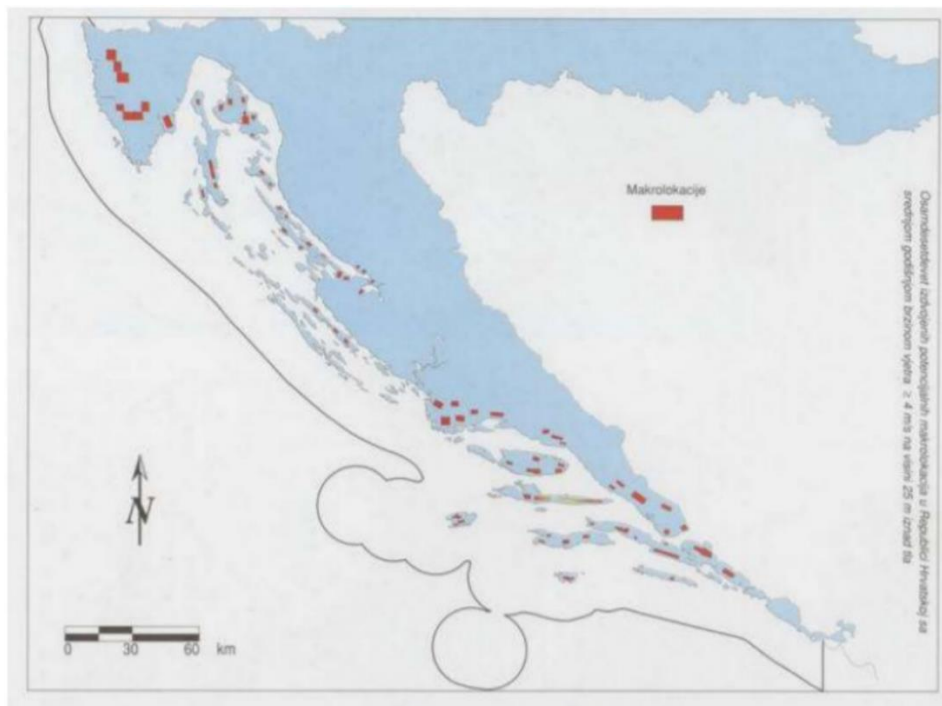 Makrolokacije
Osamdesetdevet izdvojenih potencijalnih makrolokacija u Republici Hrvatskoj sa
srednjom godišnjom brzinom vjetra ≥ 4 m/s na visini 25 m iznad tla
N
0 30 60 km